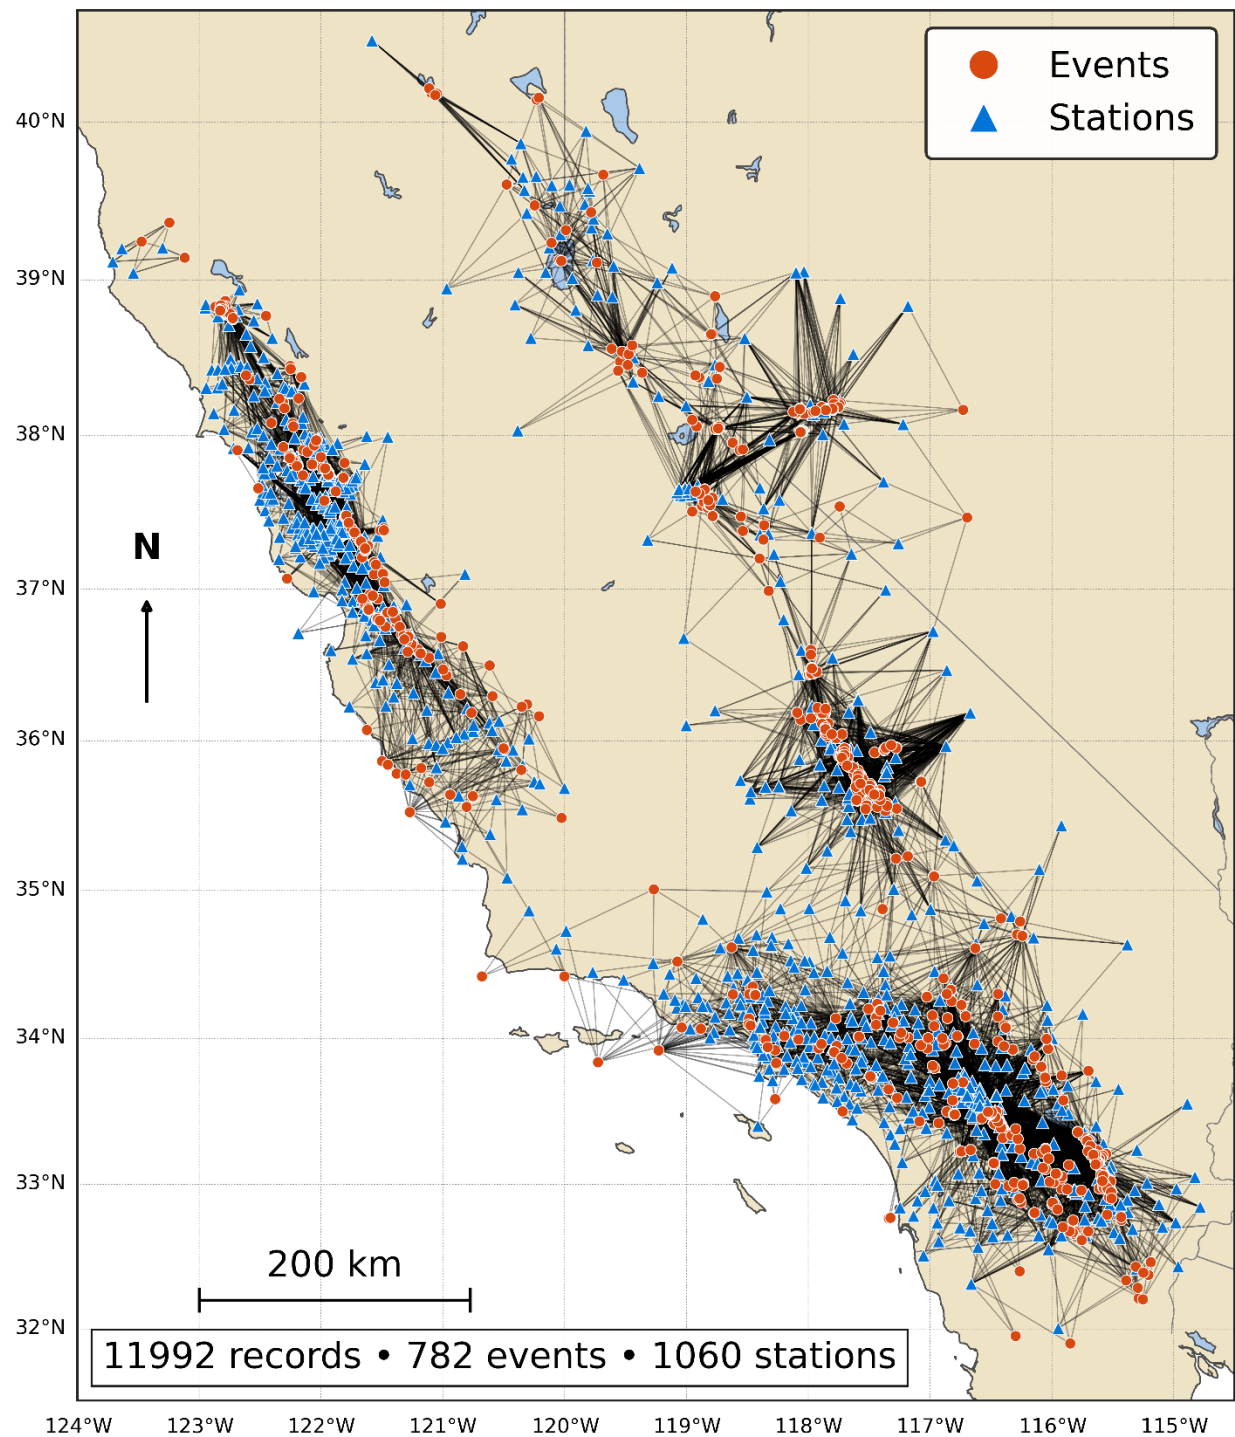 Events
Stations
40°N
39°N
38°N
37°N
36°N
35°N
34°N
33°N
32°N
N
200 km
11992 records • 782 events • 1060 stations
124°W 123°W 122°W 121°W 120°W 119°W 118°W 117°W 116°W 115°W